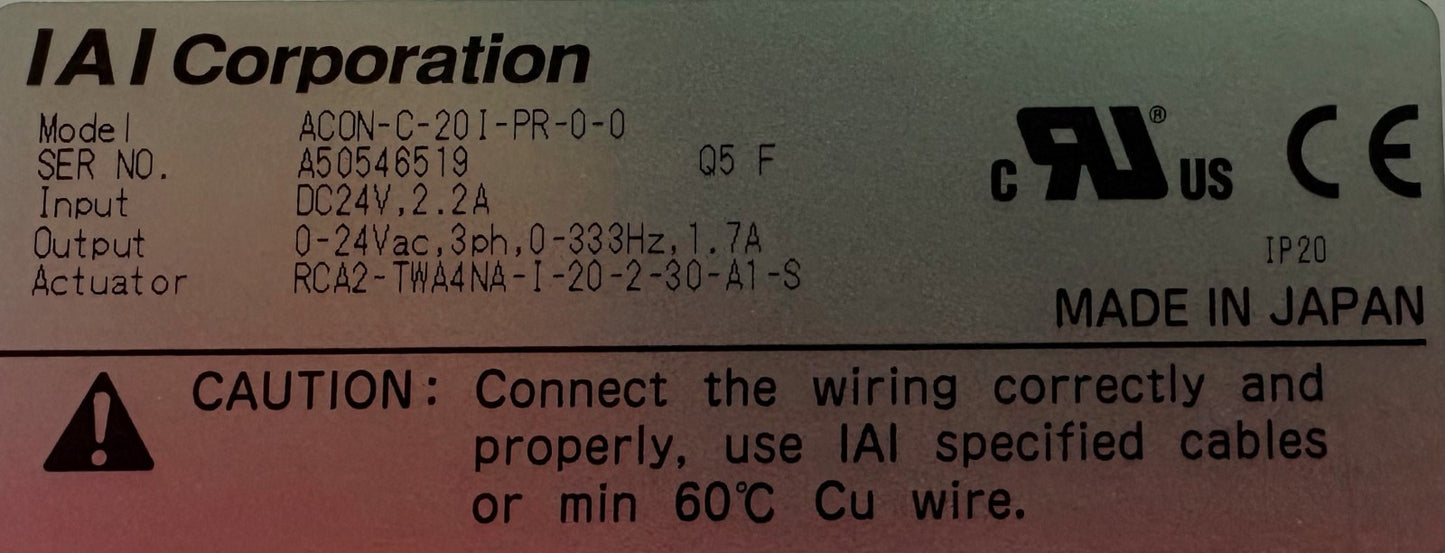 IAI Corporation
Model ACON-C-20I-PR-0-0
SER NO. A50546519 Q5 F
Input DC24V,2.2A
Output 0-24Vac,3ph,0-333Hz,1.7A
Actuator RCA2-TWA4NA-I-20-2-30-A1-S
c RU® US CE
IP20
MADE IN JAPAN
CAUTION: Connect the wiring correctly and
properly, use IAI specified cables
or min 60℃ Cu wire.